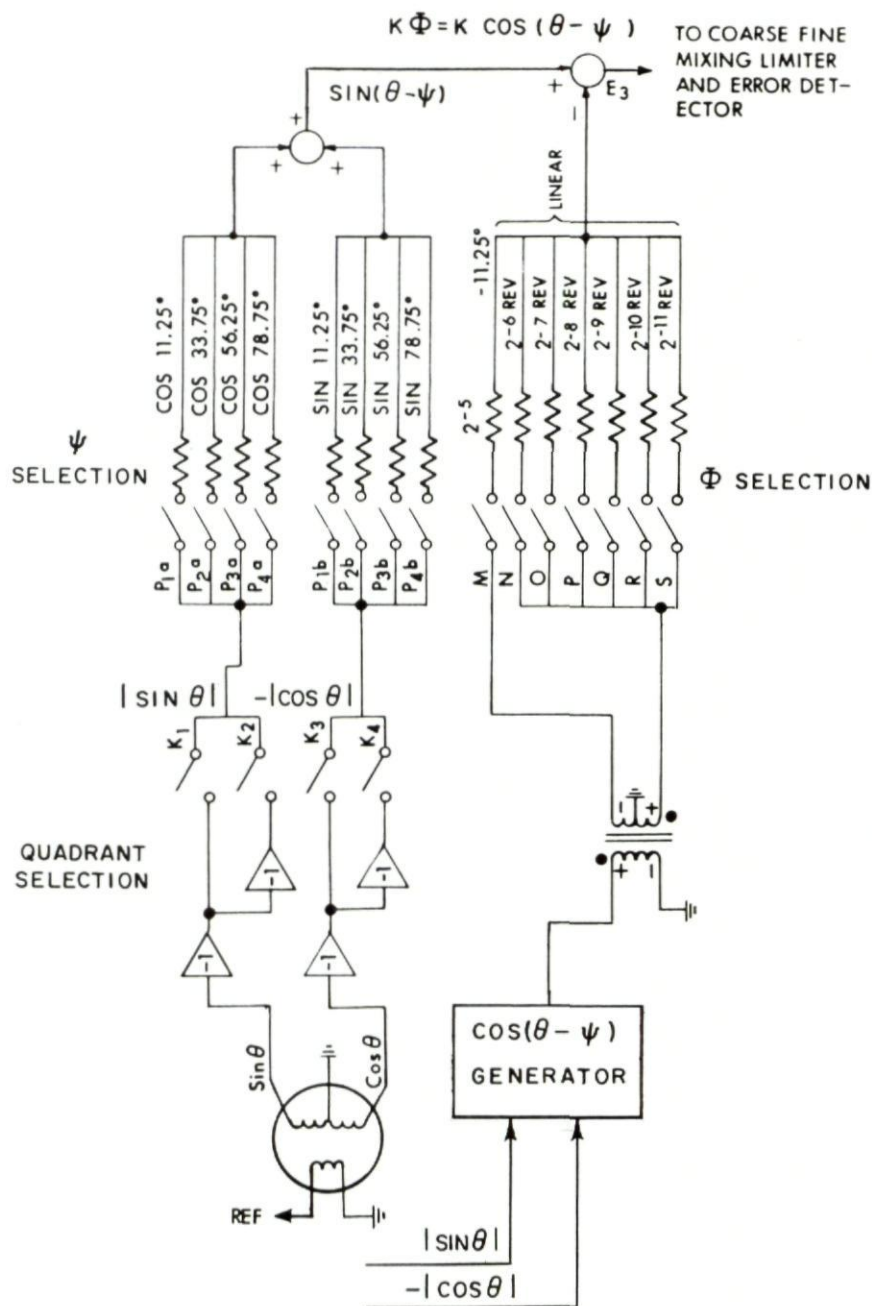 KΦ=K COS(θ-ψ)
TO COARSE FINE
MIXING LIMITER
AND ERROR DET-
ECTOR
+
E3
-
SIN(θ-ψ)
+
+
+
LINEAR
COS 11.25°
COS 33.75°
COS 56.25°
COS 78.75°
SIN 11.25°
SIN 33.75°
SIN 56.25°
SIN 78.75°
-11.25°
2-6 REV
2-7 REV
2-8 REV
2-9 REV
2-10 REV
2-11 REV
2-5
ψ
SELECTION
Φ SELECTION
P1a
P2a
P3a
P4a
P1b
P2b
P3b
P4b
M
N
O
P
Q
R
S
|SIN θ|
-|COS θ|
K1
K2
K3
K4
QUADRANT
SELECTION
-1
-1
-1
-1
- +
+ -
Sinθ
Cosθ
COS(θ-ψ)
GENERATOR
REF
|SINθ|
-|COSθ|